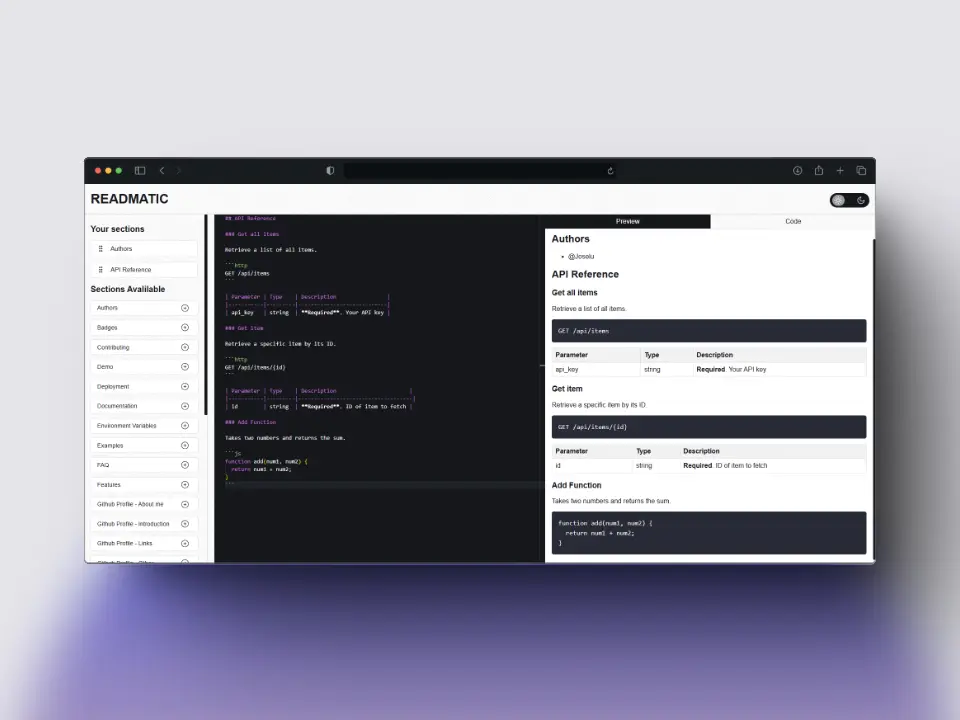 READMATIC
Your sections
Authors
API Reference
Sections Avaliable
Authors
Badges
Contributing
Demo
Deployment
Documentation
Environment Variables
Examples
FAQ
Features
Github Profile - About me
Github Profile - Introduction
Github Profile - Links
Github Profile - Other
## API Reference
### Get all items
Retrieve a list of all items.
```http
GET /api/items
```
| Parameter | Type | Description |
|-----------|----------|-------------------------|
| api_key | string | **Required**. Your API key |
### Get item
Retrieve a specific item by its ID.
```http
GET /api/items/{id}
```
| Parameter | Type | Description |
|-----------|----------|-----------------------------------|
| id | string | **Required**. ID of item to fetch |
### Add Function
Takes two numbers and returns the sum.
```js
function add(num1, num2) {
return num1 + num2;
}
```
Preview
Code
Authors
• @Josolu
API Reference
Get all items
Retrieve a list of all items.
GET /api/items
Parameter Type Description
api_key string Required. Your API key
Get item
Retrieve a specific item by its ID.
GET /api/items/{id}
Parameter Type Description
id string Required. ID of item to fetch
Add Function
Takes two numbers and returns the sum.
function add(num1, num2) {
return num1 + num2;
}